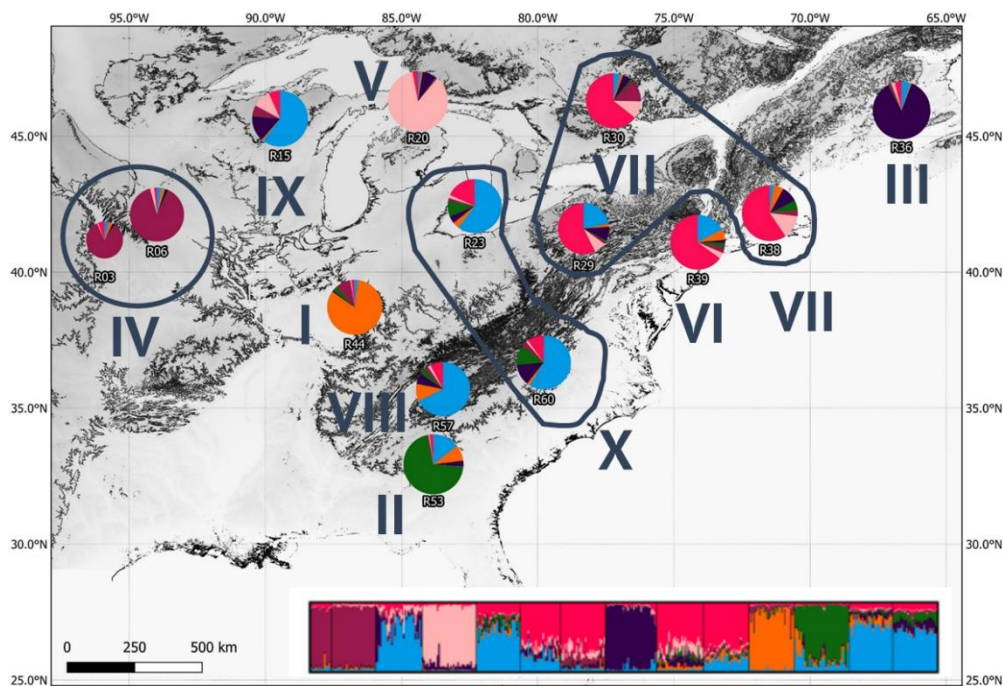 95.0°W 90.0°W 85.0°W 80.0°W 75.0°W 70.0°W 65.0°W
V
45.0°N R15 R20 R30 R36 45.0°N
IX VII III
R03 R06 R23 R29 R39 R38
40.0°N 40.0°N
IV I R44 VI VII
35.0°N VIII R57 R60 35.0°N
X
II R53
30.0°N 30.0°N
0 250 500 km
25.0°N 25.0°N